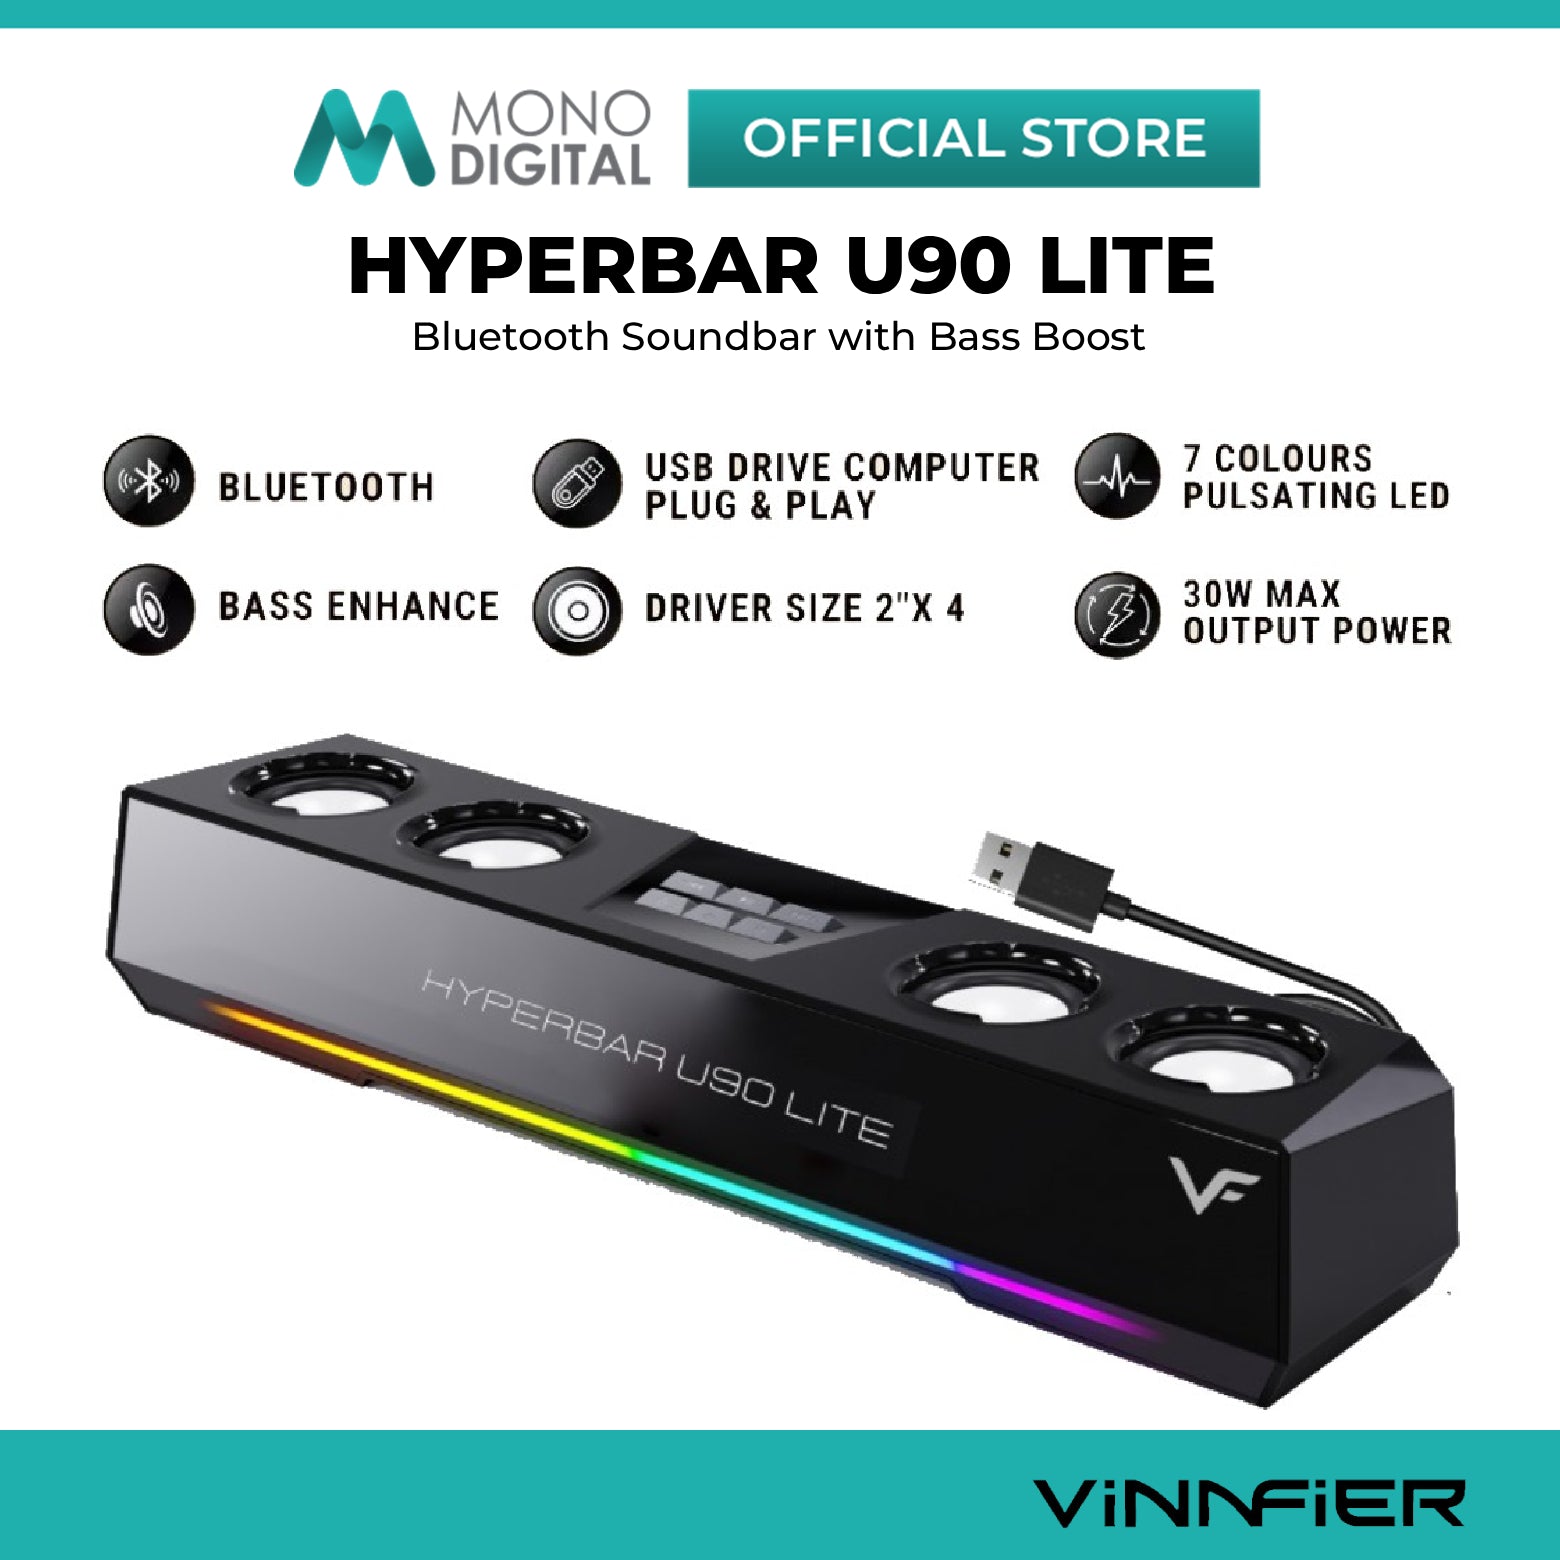 MONO
DIGITAL
OFFICIAL STORE
HYPERBAR U90 LITE
Bluetooth Soundbar with Bass Boost
BLUETOOTH
USB DRIVE COMPUTER
PLUG & PLAY
7 COLOURS
PULSATING LED
BASS ENHANCE
DRIVER SIZE 2"X 4
30W MAX
OUTPUT POWER
HYPERBAR U90 LITE
VF
ViNNFiER